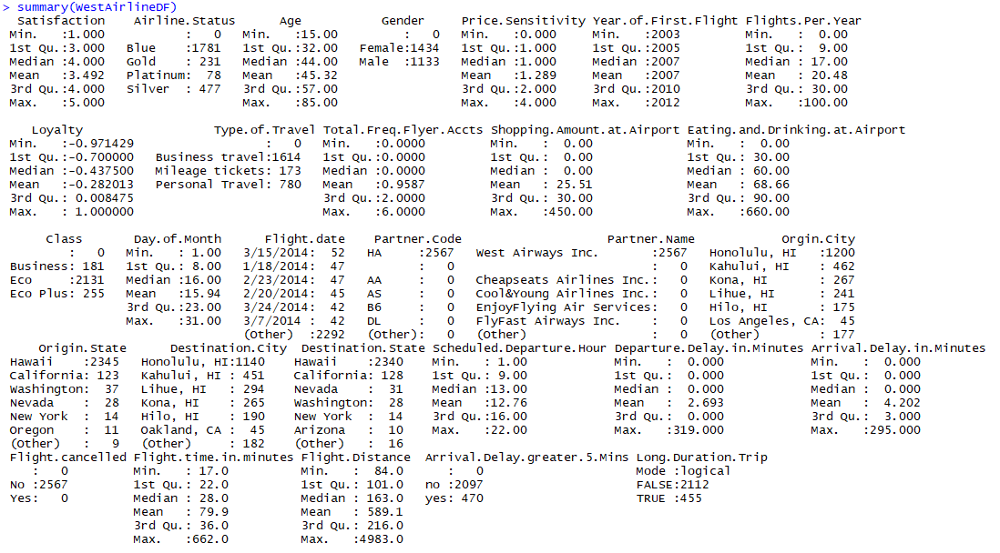 > summary(WestAirlineDF)
  Satisfaction    Airline.Status      Age           Gender     Price.Sensitivity Year.of.First.Flight Flights.Per.Year
 Min.   :1.000           :   0   Min.   :15.00         :   0   Min.   :0.000     Min.   :2003         Min.   :  0.00
 1st Qu.:3.000   Blue    :1781   1st Qu.:32.00   Female:1434   1st Qu.:1.000     1st Qu.:2005         1st Qu.:  9.00
 Median :4.000   Gold    : 231   Median :44.00   Male  :1133   Median :1.000     Median :2007         Median : 17.00
 Mean   :3.492   Platinum:  78   Mean   :45.32                 Mean   :1.289     Mean   :2007         Mean   : 20.48
 3rd Qu.:4.000   Silver  : 477   3rd Qu.:57.00                 3rd Qu.:2.000     3rd Qu.:2010         3rd Qu.: 30.00
 Max.   :5.000                   Max.   :85.00                 Max.   :4.000     Max.   :2012         Max.   :100.00
    Loyalty                  Type.of.Travel Total.Freq.Flyer.Accts Shopping.Amount.at.Airport Eating.and.Drinking.at.Airport
 Min.   :-0.971429                  :   0   Min.   :0.0000         Min.   :  0.00             Min.   :  0.00
 1st Qu.:-0.700000   Business travel:1614   1st Qu.:0.0000         1st Qu.:  0.00             1st Qu.: 30.00
 Median :-0.437500   Mileage tickets: 173   Median :0.0000         Median :  0.00             Median : 60.00
 Mean   :-0.282013   Personal Travel: 780   Mean   :0.9587         Mean   : 25.51             Mean   : 68.66
 3rd Qu.: 0.008475                          3rd Qu.:2.0000         3rd Qu.: 30.00             3rd Qu.: 90.00
 Max.   : 1.000000                          Max.   :6.0000         Max.   :450.00             Max.   :660.00
      Class       Day.of.Month      Flight.date    Partner.Code                    Partner.Name            Orgin.City
         :   0   Min.   : 1.00   3/15/2014:  52   HA     :2567   West Airways Inc.       :2567   Honolulu, HI   :1200
 Business: 181   1st Qu.: 8.00   1/18/2014:  47          :   0                           :   0   Kahului, HI    : 462
 Eco     :2131   Median :16.00   2/23/2014:  47   AA     :   0   Cheapseats Airlines Inc.:   0   Kona, HI       : 267
 Eco Plus: 255   Mean   :15.94   2/20/2014:  45   AS     :   0   Cool&Young Airlines Inc.:   0   Lihue, HI      : 241
                 3rd Qu.:23.00   3/24/2014:  42   B6     :   0   EnjoyFlying Air Services:   0   Hilo, HI       : 175
                 Max.   :31.00   3/7/2014 :  42   DL     :   0   FlyFast Airways Inc.    :   0   Los Angeles, CA:  45
                                 (Other)  :2292   (Other):   0   (Other)                 :   0   (Other)        : 177
    Origin.State      Destination.City  Destination.State Scheduled.Departure.Hour Departure.Delay.in.Minutes Arrival.Delay.in.Minutes
 Hawaii    :2345   Honolulu, HI:1140   Hawaii    :2340   Min.   : 1.00            Min.   :  0.000            Min.   :  0.000
 California: 123   Kahului, HI : 451   California: 128   1st Qu.: 9.00            1st Qu.:  0.000            1st Qu.:  0.000
 Washington:  37   Lihue, HI   : 294   Nevada    :  31   Median :13.00            Median :  0.000            Median :  0.000
 Nevada    :  28   Kona, HI    : 265   Washington:  28   Mean   :12.76            Mean   :  2.693            Mean   :  4.202
 New York  :  14   Hilo, HI    : 190   New York  :  14   3rd Qu.:16.00            3rd Qu.:  0.000            3rd Qu.:  3.000
 Oregon    :  11   Oakland, CA :  45   Arizona   :  10   Max.   :22.00            Max.   :319.000            Max.   :295.000
 (Other)   :   9   (Other)     : 182   (Other)   :  16
 Flight.cancelled Flight.time.in.minutes Flight.Distance  Arrival.Delay.greater.5.Mins Long.Duration.Trip
    :   0         Min.   : 17.0          Min.   :  84.0      :   0                     Mode :logical
 No :2567         1st Qu.: 22.0          1st Qu.: 101.0   no :2097                     FALSE:2112
 Yes:   0         Median : 28.0          Median : 163.0   yes: 470                     TRUE :455
                  Mean   : 79.9          Mean   : 589.1
                  3rd Qu.: 36.0          3rd Qu.: 216.0
                  Max.   :662.0          Max.   :4983.0